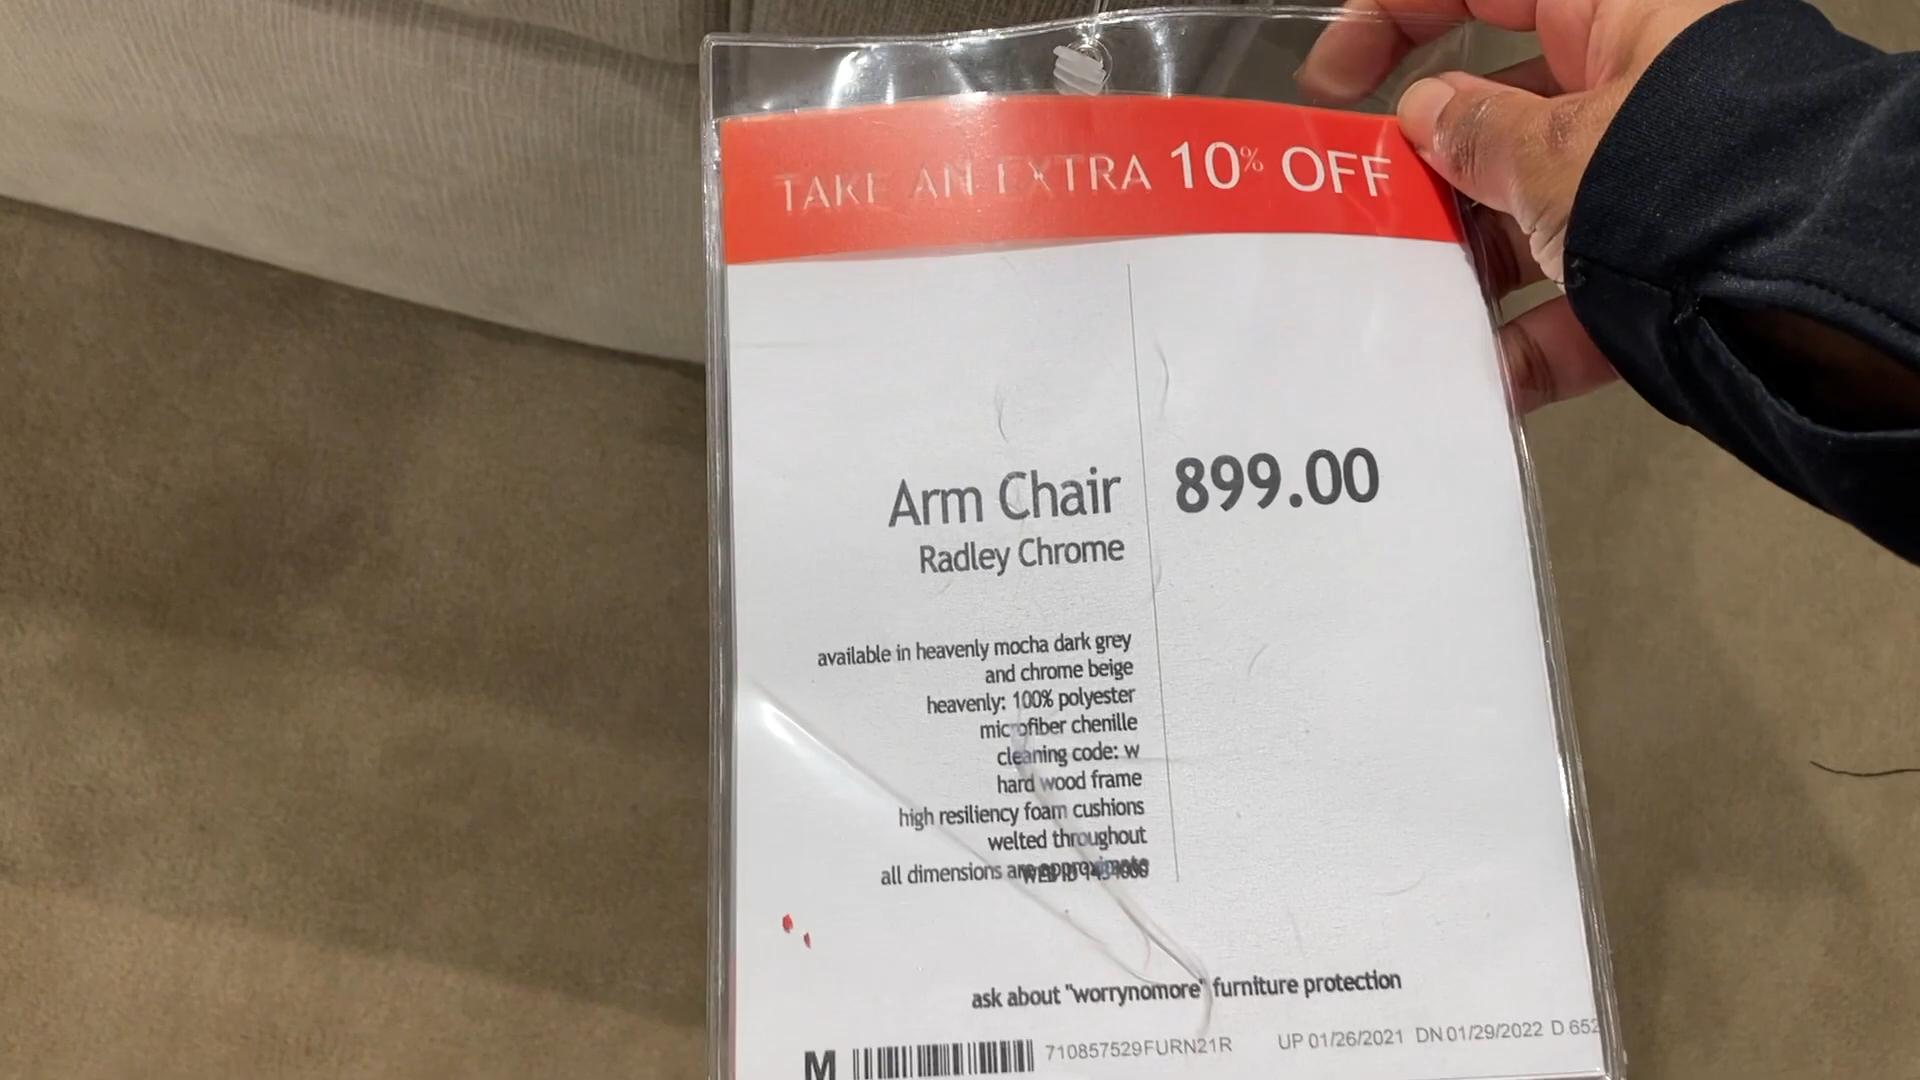 TAKE AN EXTRA 10% OFF
Arm Chair 899.00
Radley Chrome
available in heavenly mocha dark grey
and chrome beige
heavenly: 100% polyester
microfiber chenille
cleaning code: w
hard wood frame
high resiliency foam cushions
welted throughout
all dimensions are approximate
ask about "worrynomore" furniture protection
M 710857529FURN21R UP 01/26/2021 DN 01/29/2022 D 652